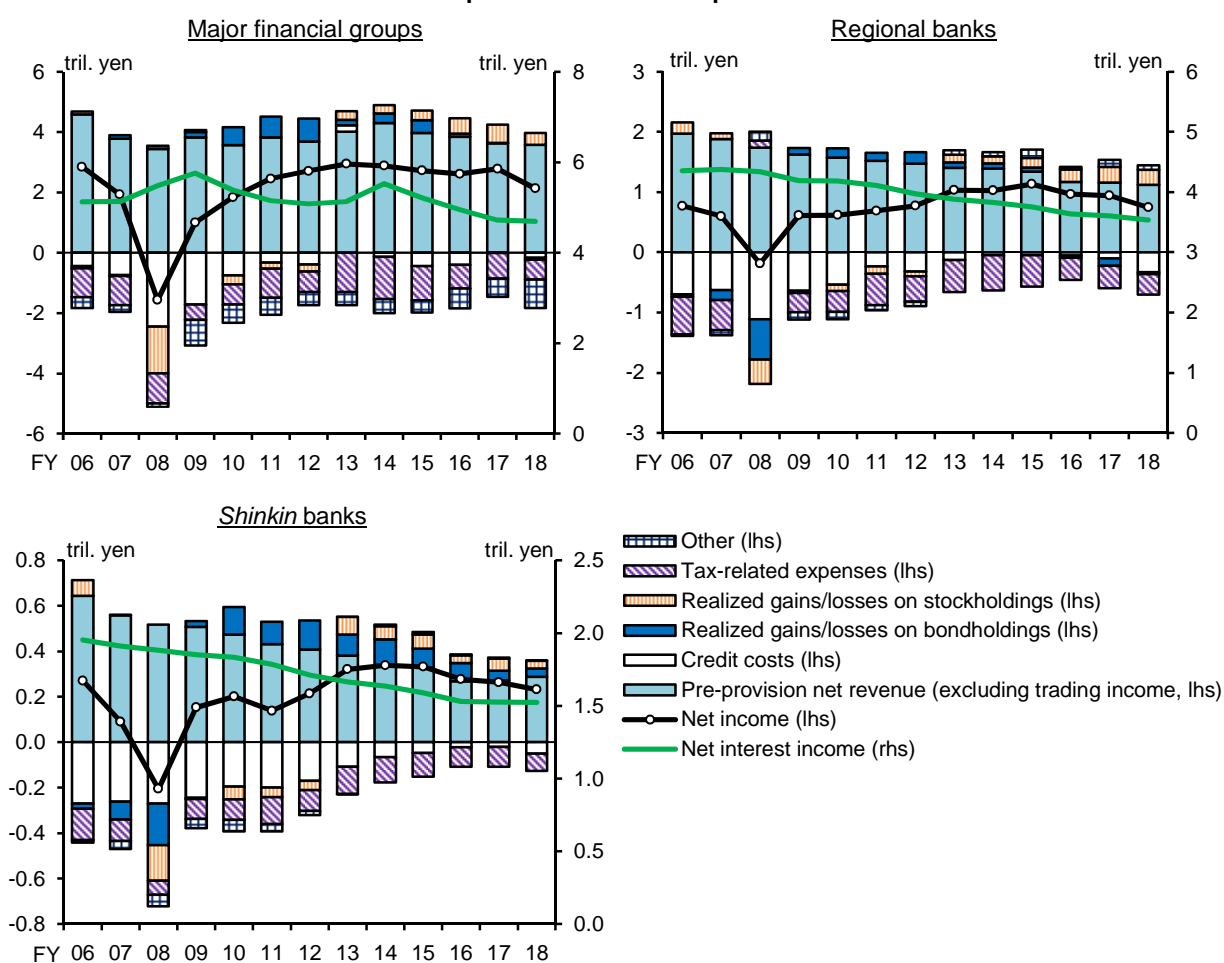 Major financial groups
tril. yen
tril. yen
6
4
2
0
-2
-4
-6
8
6
4
2
0
FY 06 07 08 09 10 11 12 13 14 15 16 17 18
Regional banks
tril. yen
tril. yen
3
2
1
0
-1
-2
-3
6
5
4
3
2
1
0
FY 06 07 08 09 10 11 12 13 14 15 16 17 18
Shinkin banks
tril. yen
tril. yen
0.8
0.6
0.4
0.2
0.0
-0.2
-0.4
-0.6
-0.8
2.5
2.0
1.5
1.0
0.5
0.0
FY 06 07 08 09 10 11 12 13 14 15 16 17 18
Other (lhs)
Tax-related expenses (lhs)
Realized gains/losses on stockholdings (lhs)
Realized gains/losses on bondholdings (lhs)
Credit costs (lhs)
Pre-provision net revenue (excluding trading income, lhs)
Net income (lhs)
Net interest income (rhs)